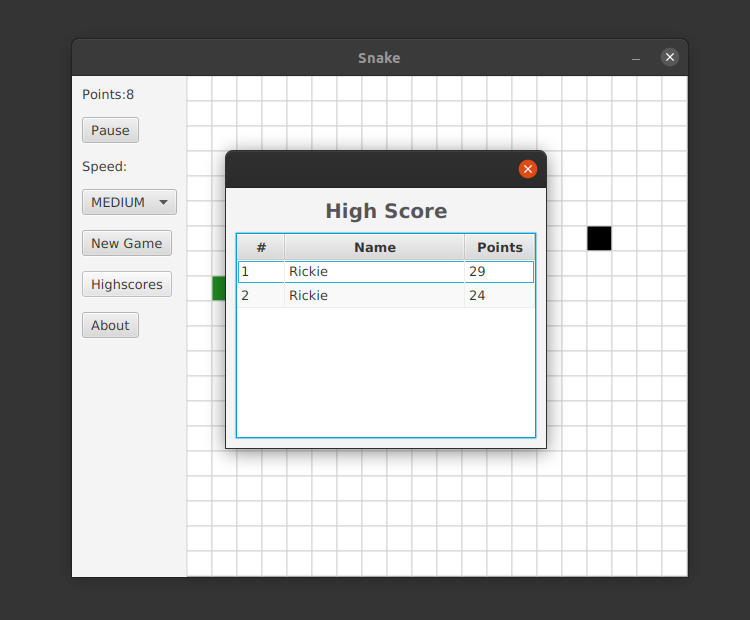 Snake
Points:8
Pause
Speed:
MEDIUM
New Game
Highscores
About
High Score
# Name Points
1 Rickie 29
2 Rickie 24